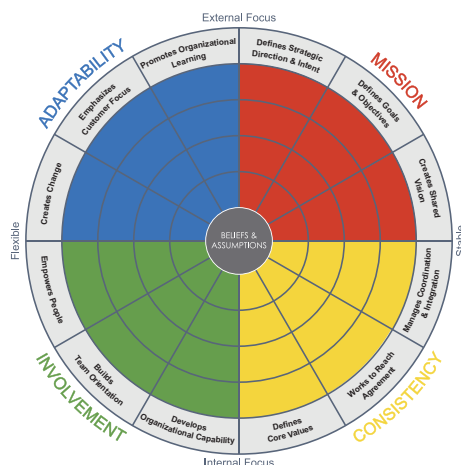 External Focus
ADAPTABILITY
MISSION
Promotes Organizational
Learning
Defines Strategic
Direction & Intent
Emphasizes
Customer Focus
Defines Goals
& Objectives
Creates Change
Creates Shared
Vision
Flexible
BELIEFS &
ASSUMPTIONS
Stable
Empowers People
Manages Coordination
& Integration
Builds
Team Orientation
Works to Reach
Agreement
Develops
Organizational Capability
Defines
Core Values
INVOLVEMENT
CONSISTENCY
Internal Focus